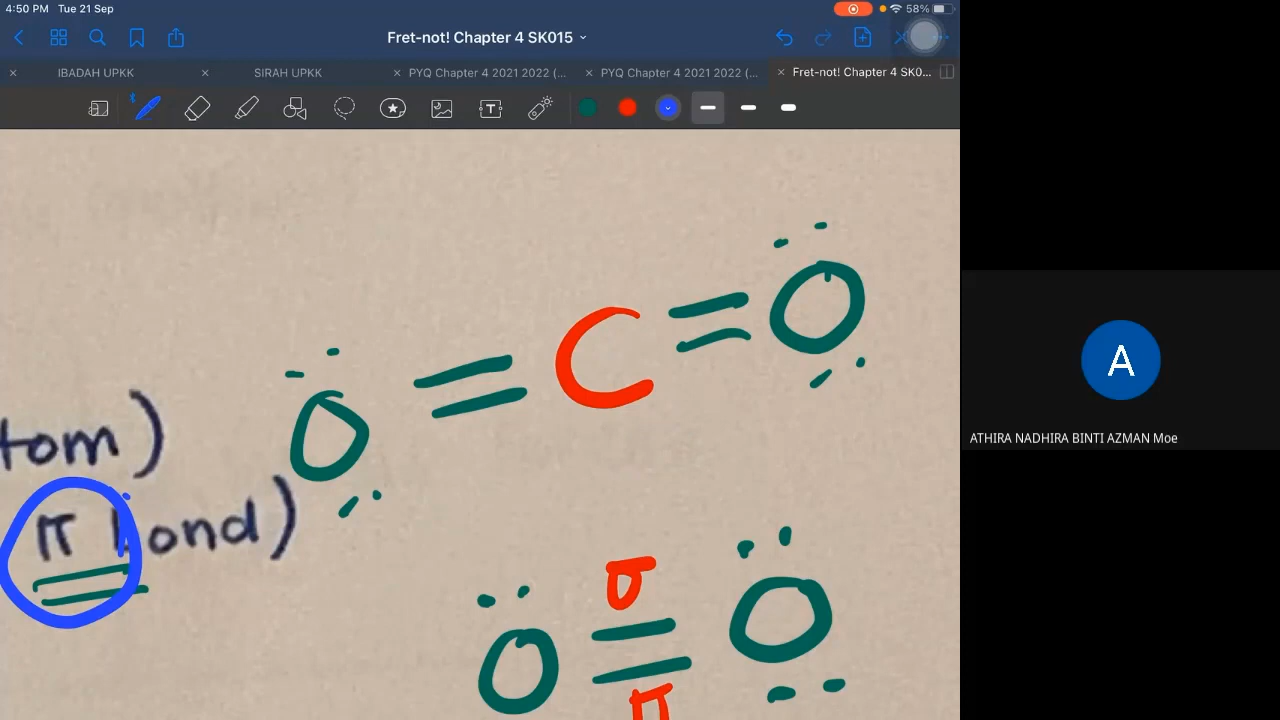 4:50 PM Tue 21 Sep
58%
Fret-not! Chapter 4 SK015
IBADAH UPKK
SIRAH UPKK
PYQ Chapter 4 2021 2022 (...
PYQ Chapter 4 2021 2022 (...
Fret-not! Chapter 4 SK0...
T
O = C = O
tom)
π bond)
σ
O = O
π
A
ATHIRA NADHIRA BINTI AZMAN Moe